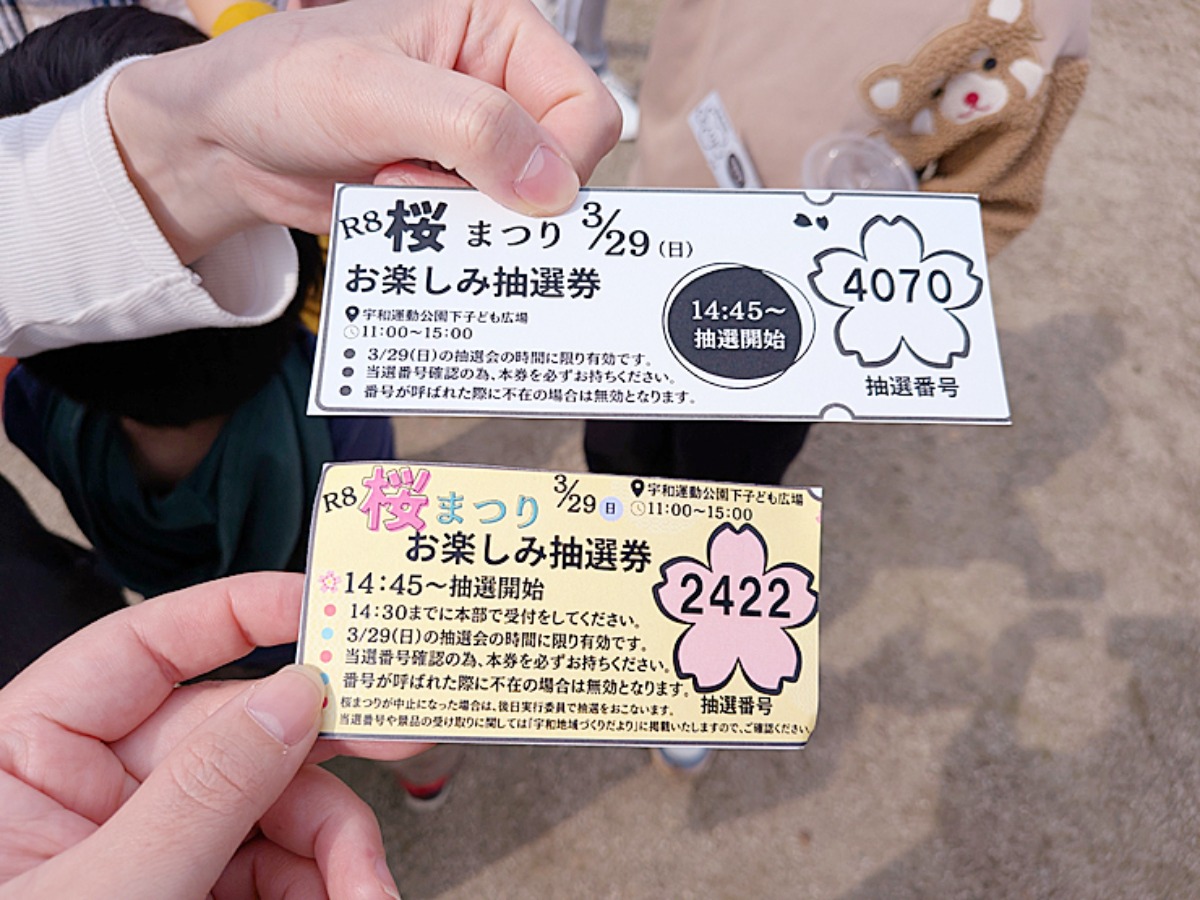 R8 桜まつり 3/29(日)
お楽しみ抽選券
宇和運動公園下子ども広場
11:00~15:00
3/29(日)の抽選会の時間に限り有効です。
当選番号確認の為、本券を必ずお持ちください。
番号が呼ばれた際に不在の場合は無効となります。
14:45~
抽選開始
4070
抽選番号
R8 桜まつり 3/29 日
宇和運動公園下子ども広場
11:00~15:00
お楽しみ抽選券
14:45~抽選開始
14:30までに本部で受付をしてください。
3/29(日)の抽選会の時間に限り有効です。
当選番号確認の為、本券を必ずお持ちください。
番号が呼ばれた際に不在の場合は無効となります。
桜まつりが中止になった場合は、後日実行委員で抽選をおこないます。
当選番号や景品の受け取りに関しては「宇和地域づくりだより」に掲載いたしますので、ご確認ください。
2422
抽選番号